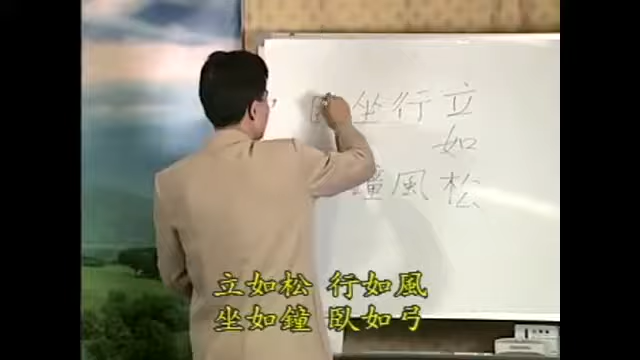 立如松
行風
坐鐘
立如松 行如風
坐如鐘 臥如弓